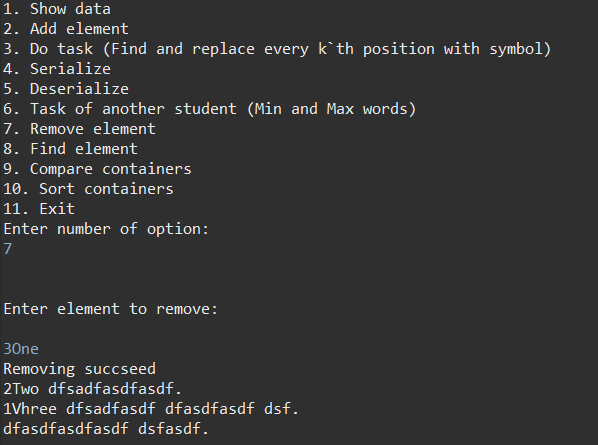 1. Show data
2. Add element
3. Do task (Find and replace every k`th position with symbol)
4. Serialize
5. Deserialize
6. Task of another student (Min and Max words)
7. Remove element
8. Find element
9. Compare containers
10. Sort containers
11. Exit
Enter number of option:
7
Enter element to remove:
3One
Removing succseed
2Two dfsadfasdfasdf.
1Vhree dfsadfasdf dfasdfasdf dsf.
dfasdfasdfasdf dsfasdf.